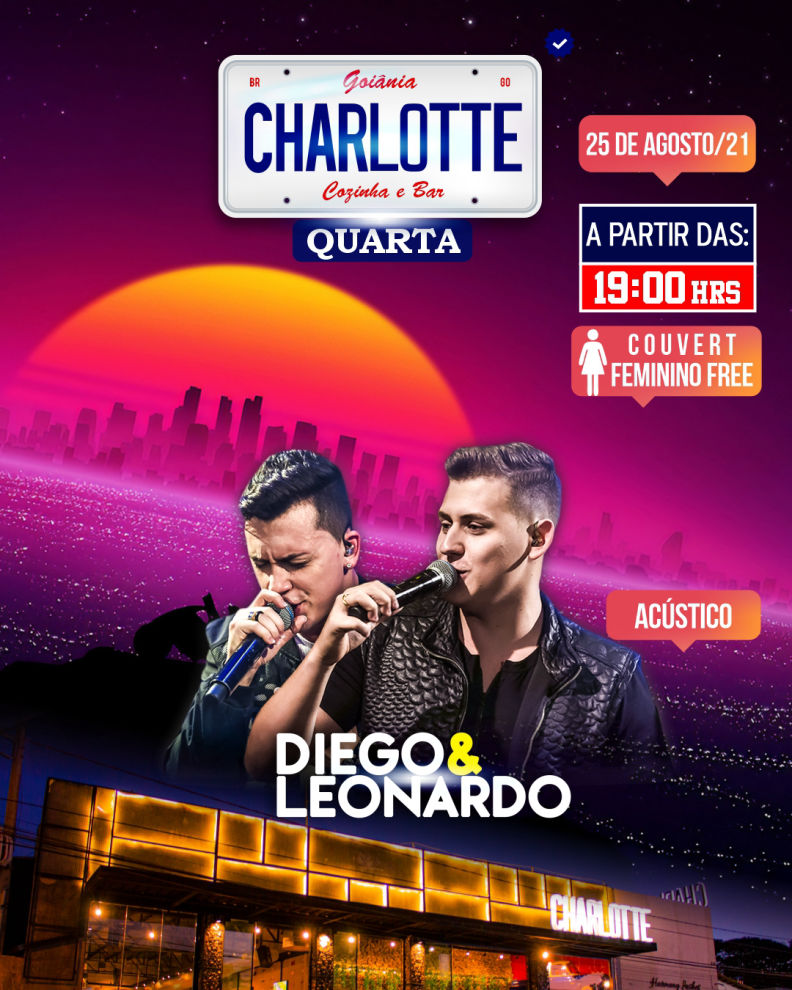 BR Goiânia GO
CHARLOTTE
Cozinha e Bar
QUARTA
25 DE AGOSTO/21
A PARTIR DAS:
19:00 HRS
COUVERT
FEMININO FREE
ACÚSTICO
DIEGO&
LEONARDO
CHARLOTTE